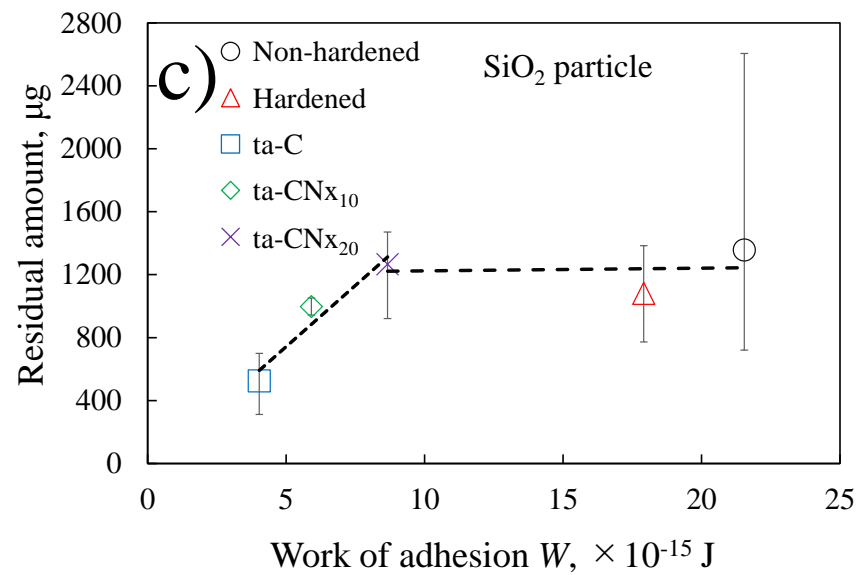 c)
Non-hardened
Hardened
ta-C
ta-CNx₁₀
ta-CNx₂₀
SiO₂ particle
Residual amount, μg
2800
2400
2000
1600
1200
800
400
0
0 5 10 15 20 25
Work of adhesion W, ×10⁻¹⁵ J